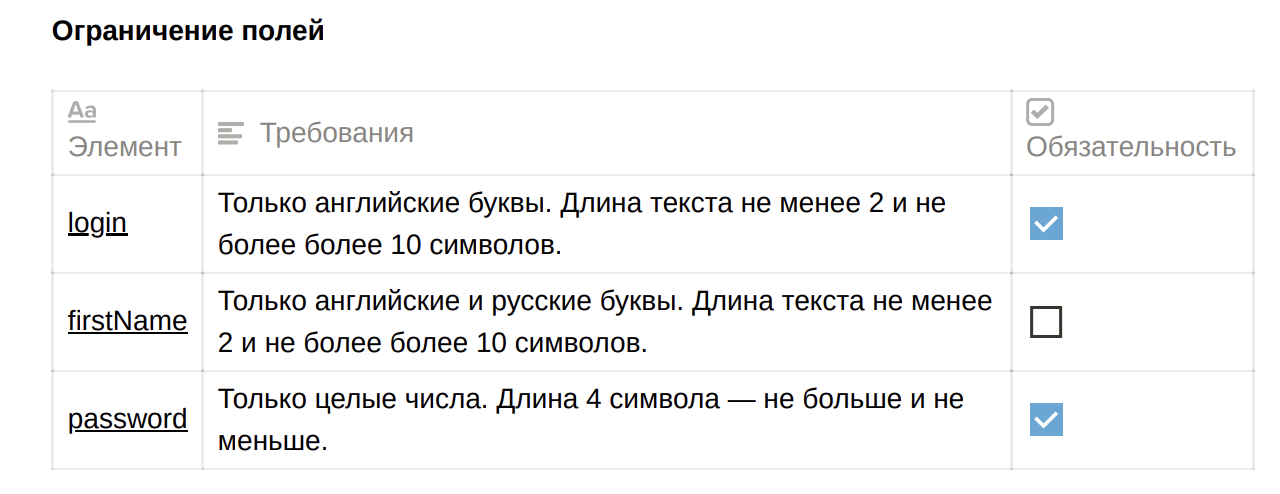 Ограничение полей
Aa
Элемент
Требования
Обязательность
login
Только английские буквы. Длина текста не менее 2 и не
более более 10 символов.
firstName
Только английские и русские буквы. Длина текста не менее
2 и не более более 10 символов.
password
Только целые числа. Длина 4 символа — не больше и не
меньше.